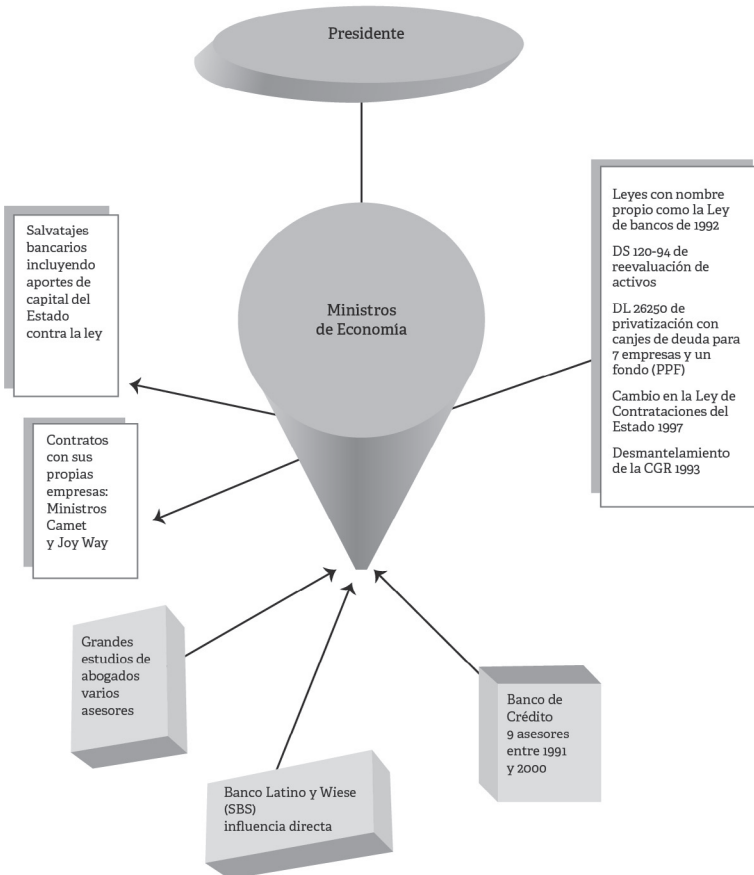 Presidente
Ministros
de Economía
Salvatajes
bancarios
incluyendo
aportes de
capital del
Estado
contra la ley
Contratos
con sus
propias
empresas:
Ministros
Camet
y Joy Way
Leyes con nombre
propio como la Ley
de bancos de 1992
DS 120-94 de
reevaluación de
activos
DL 26250 de
privatización con
canjes de deuda para
7 empresas y un
fondo (PPF)
Cambio en la Ley de
Contrataciones del
Estado 1997
Desmantelamiento
de la CGR 1993
Grandes
estudios de
abogados
varios
asesores
Banco Latino y Wiese
(SBS)
influencia directa
Banco de
Crédito
9 asesores
entre 1991
y 2000